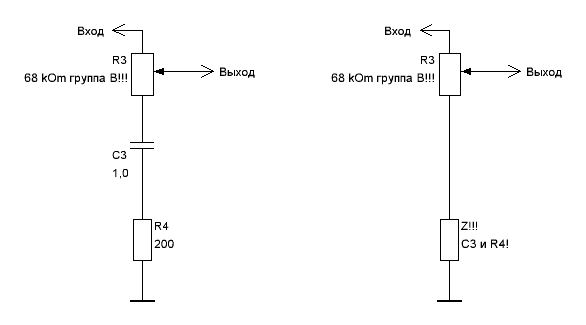 Вход
R3
68 kOm группа В!!!
Выход
C3
1,0
R4
200
Вход
R3
68 kOm группа В!!!
Выход
Z!!!
C3 и R4!